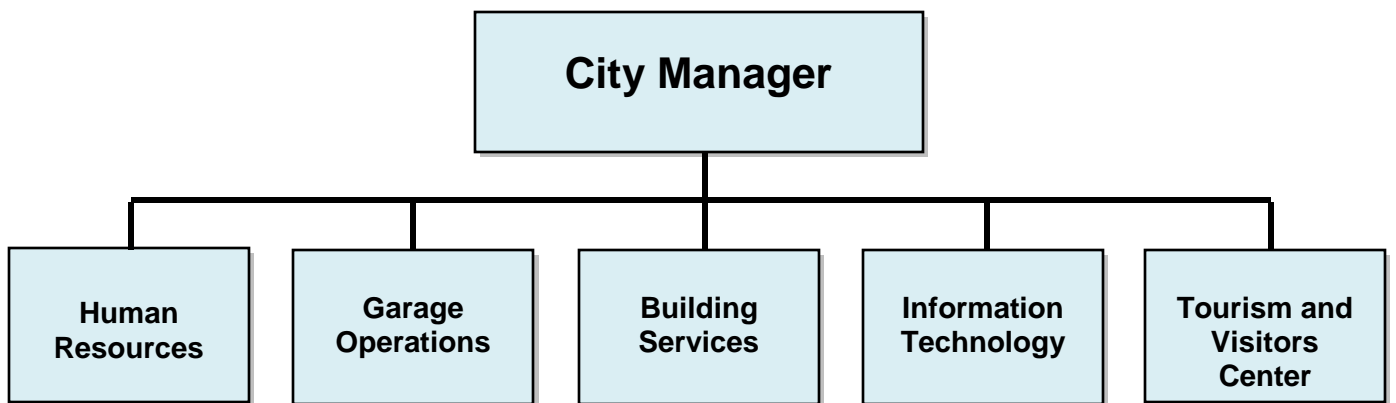 City Manager
Human
Resources
Garage
Operations
Building
Services
Information
Technology
Tourism and
Visitors
Center